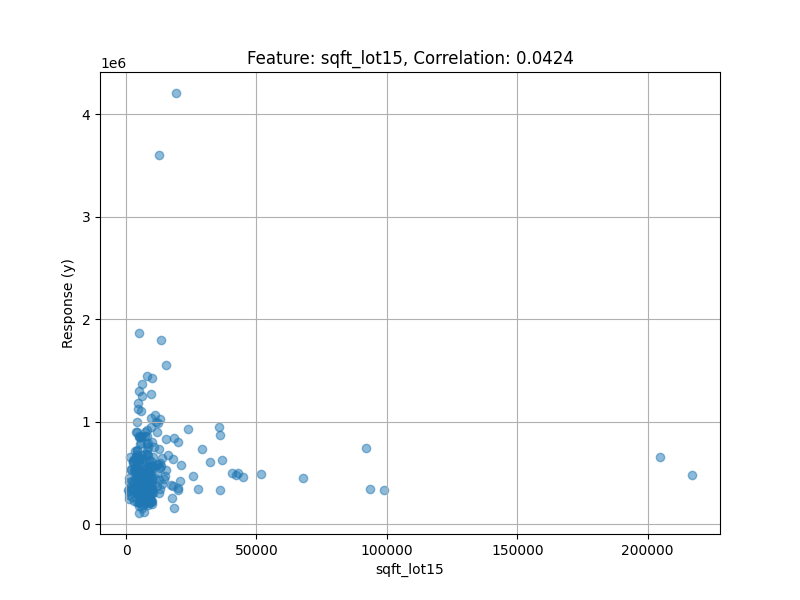 Feature: sqft_lot15, Correlation: 0.0424
1e6
4
3
2
1
0
Response (y)
0
50000
100000
150000
200000
sqft_lot15